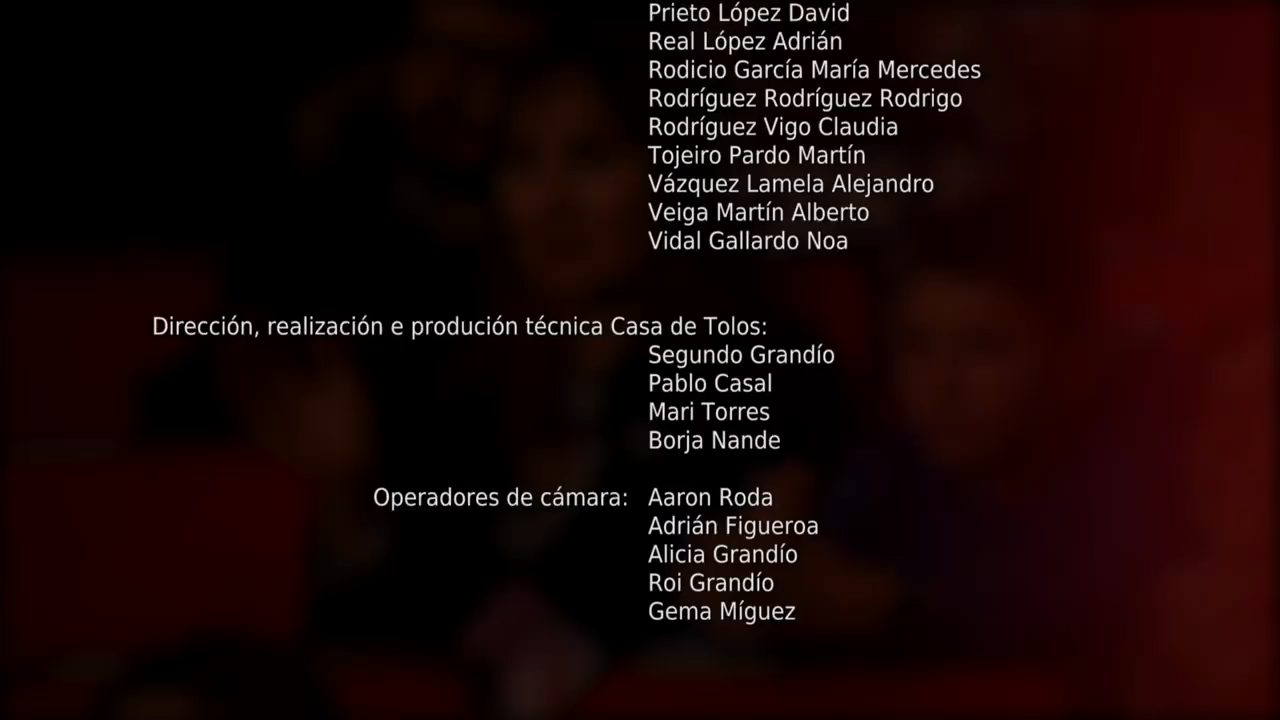 Prieto López David
Real López Adrián
Rodicio García María Mercedes
Rodríguez Rodríguez Rodrigo
Rodríguez Vigo Claudia
Tojeiro Pardo Martín
Vázquez Lamela Alejandro
Veiga Martín Alberto
Vidal Gallardo Noa
Dirección, realización e produción técnica Casa de Tolos:
Segundo Grandío
Pablo Casal
Mari Torres
Borja Nande
Operadores de cámara: Aaron Roda
Adrián Figueroa
Alicia Grandío
Roi Grandío
Gema Míguez